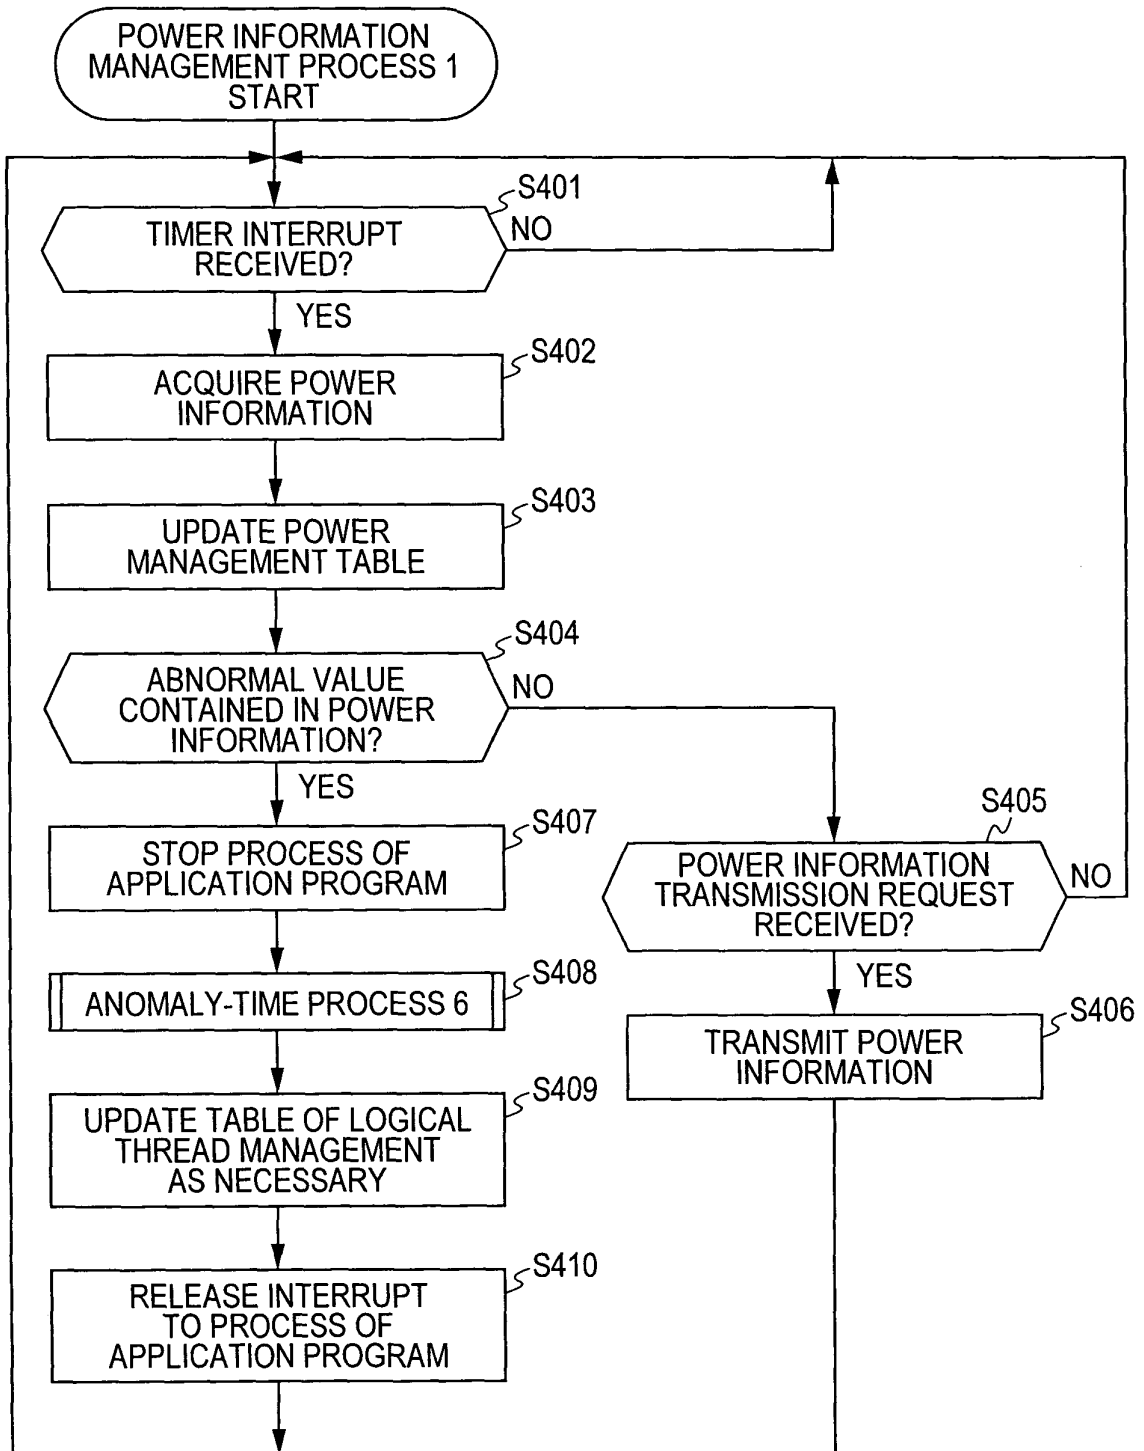 POWER INFORMATION
MANAGEMENT PROCESS 1
START
S401
TIMER INTERRUPT
RECEIVED?
NO
YES
S402
ACQUIRE POWER
INFORMATION
S403
UPDATE POWER
MANAGEMENT TABLE
S404
ABNORMAL VALUE
CONTAINED IN POWER
INFORMATION?
NO
YES
S407
STOP PROCESS OF
APPLICATION PROGRAM
S405
POWER INFORMATION
TRANSMISSION REQUEST
RECEIVED?
NO
YES
S408
ANOMALY-TIME PROCESS 6
S406
TRANSMIT POWER
INFORMATION
S409
UPDATE TABLE OF LOGICAL
THREAD MANAGEMENT
AS NECESSARY
S410
RELEASE INTERRUPT
TO PROCESS OF
APPLICATION PROGRAM